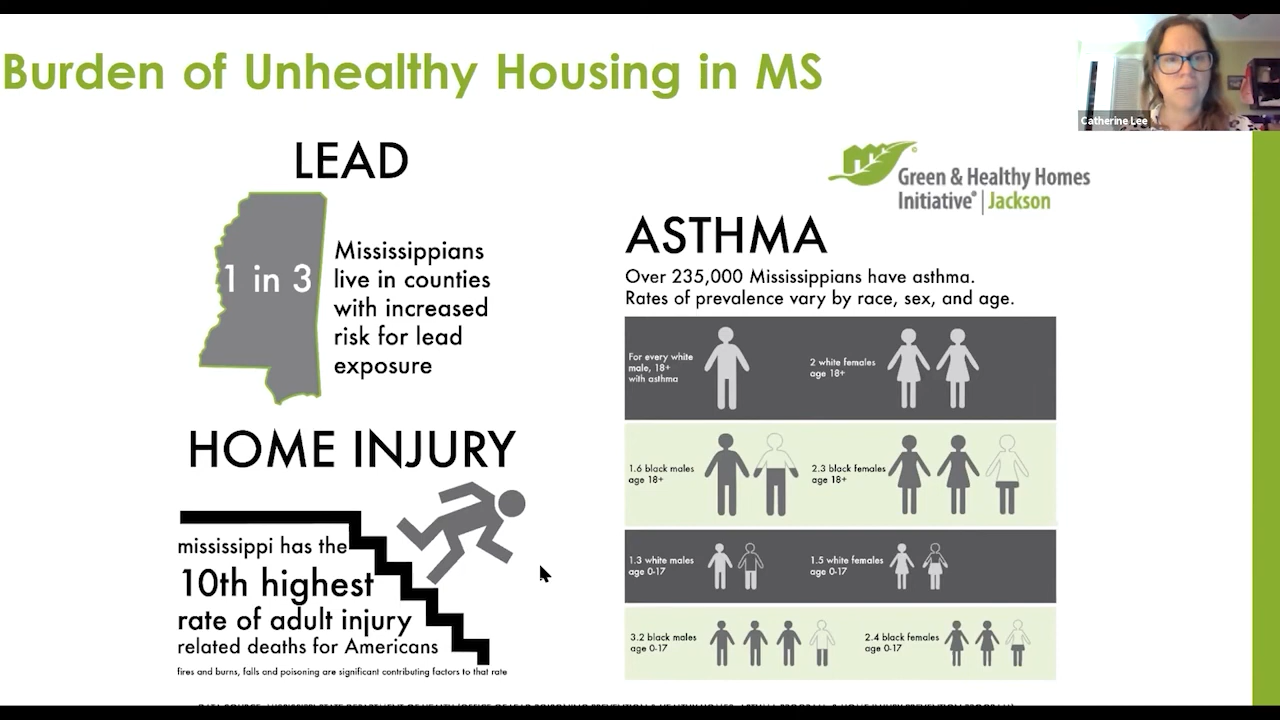 Burden of Unhealthy Housing in MS
Catherine Lee
Green & Healthy Homes
Initiative® | Jackson
LEAD
1 in 3
Mississippians
live in counties
with increased
risk for lead
exposure
HOME INJURY
mississippi has the
10th highest
rate of adult injury
related deaths for Americans
fires and burns, falls and poisoning are significant contributing factors to that rate
ASTHMA
Over 235,000 Mississippians have asthma.
Rates of prevalence vary by race, sex, and age.
For every white
male, 18+
with asthma
2 white females
age 18+
1.6 black males
age 18+
2.3 black females
age 18+
1.3 white males
age 0-17
1.5 white females
age 0-17
3.2 black males
age 0-17
2.4 black females
age 0-17